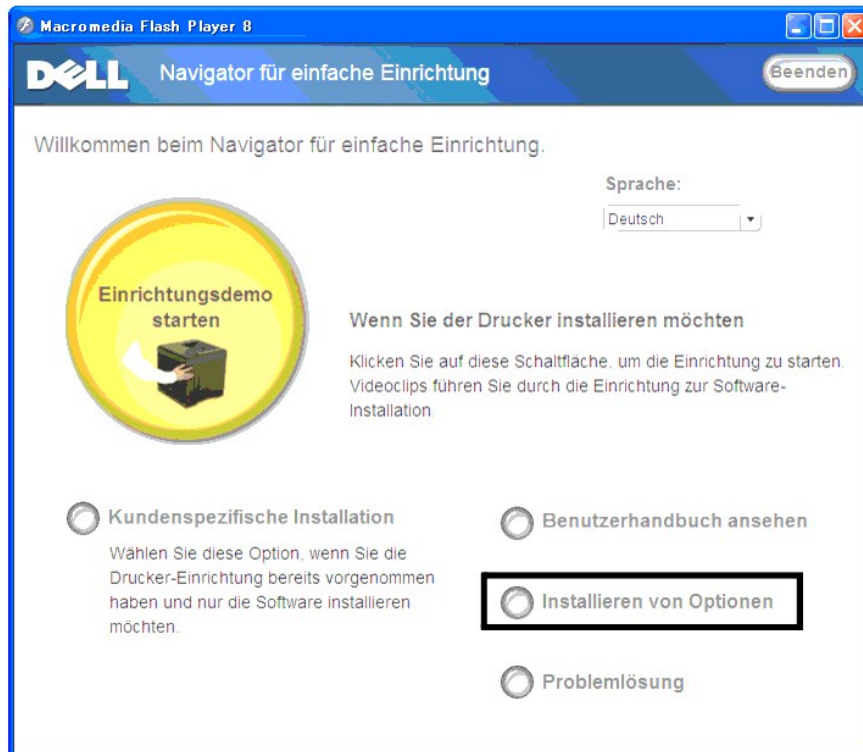 Macromedia Flash Player 8
DELL Navigator für einfache Einrichtung Beenden
Willkommen beim Navigator für einfache Einrichtung.
Sprache:
Deutsch
Einrichtungsdemo
starten
Wenn Sie der Drucker installieren möchten
Klicken Sie auf diese Schaltfläche, um die Einrichtung zu starten.
Videoclips führen Sie durch die Einrichtung zur Software-
Installation.
Kundenspezifische Installation
Wählen Sie diese Option, wenn Sie die
Drucker-Einrichtung bereits vorgenommen
haben und nur die Software installieren
möchten.
Benutzerhandbuch ansehen
Installieren von Optionen
Problemlösung